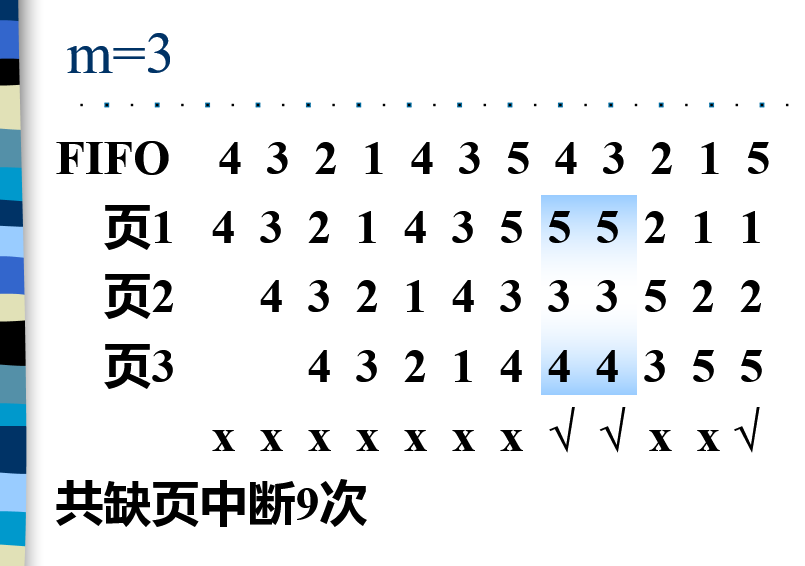 m=3
FIFO 4 3 2 1 4 3 5 4 3 2 1 5
页1 4 3 2 1 4 3 5 5 5 2 1 1
页2 4 3 2 1 4 3 3 3 5 2 2
页3 4 3 2 1 4 4 4 3 5 5
x x x x x x x √ √ x x √
共缺页中断9次